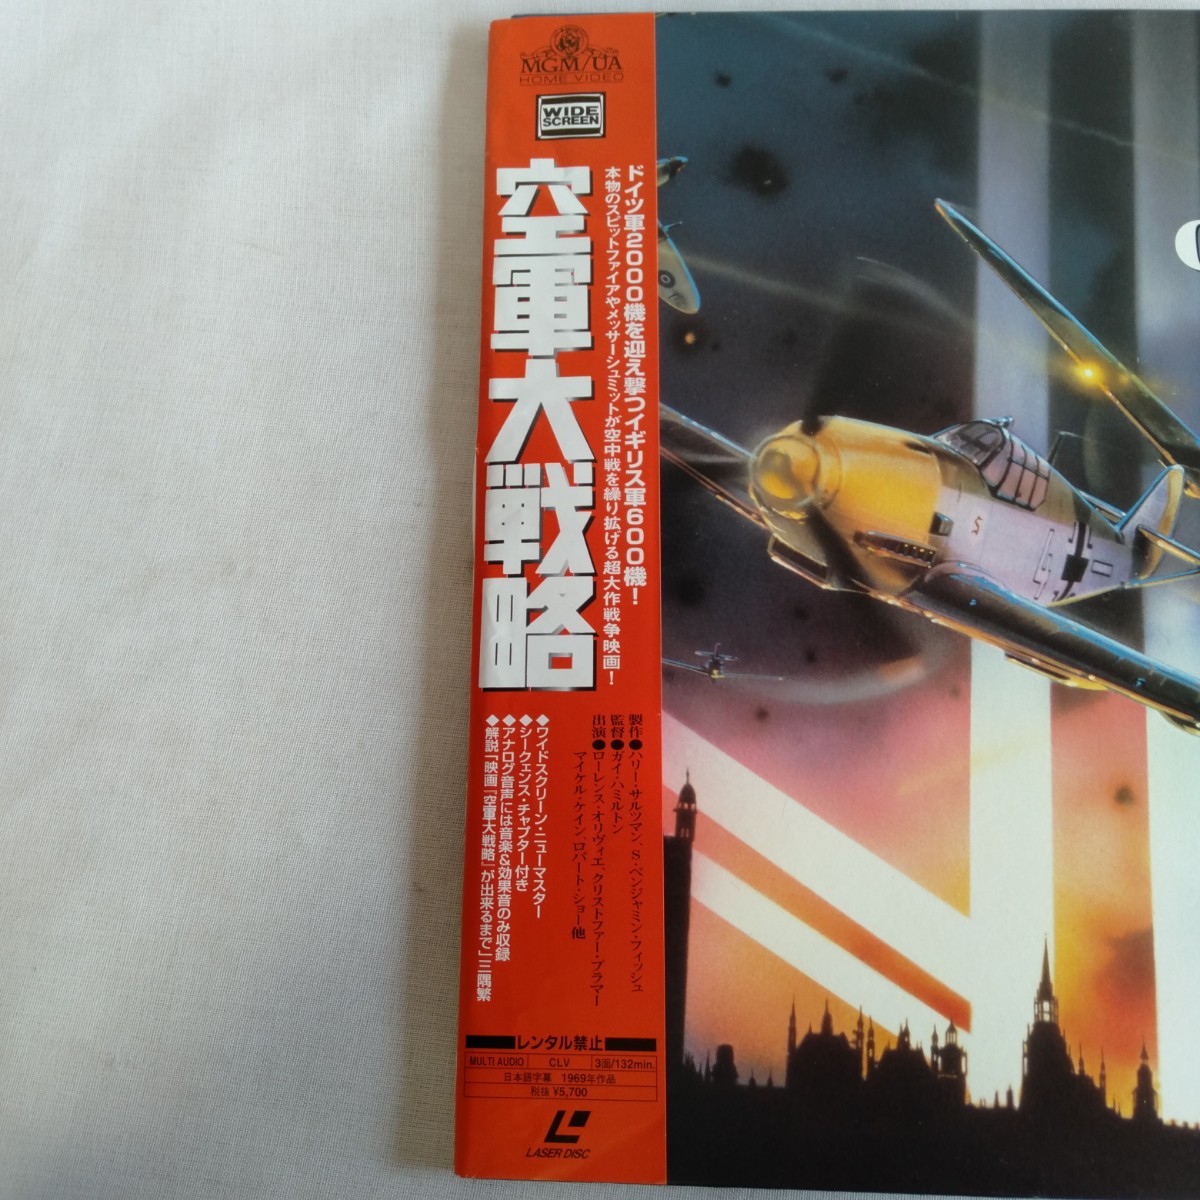 MGM/UA
HOME VIDEO
WIDE
SCREEN
空軍大戦略
ドイツ軍2000機を迎え撃つイギリス軍600機!
本物のスピットファイアやメッサーシュミットが空中戦を繰り拡げる超大作戦争映画!
製作●ハリー・サルツマン、S・ベンジャミン・フィッシュ
監督●ガイ・ハミルトン
出演●ローレンス・オリヴィエ、クリストファー・プラマー
マイケル・ケイン、ロバート・ショー他
◆ワイドスクリーン・ニューマスター
◆シークェンス・チャプター付き
◆アナログ音声には音楽&効果音のみ収録
◆解説「映画『空軍大戦略』が出来るまで」三隅繁
レンタル禁止
MULTI AUDIO CLV 3面/132min.
日本語字幕 1969年作品
税抜 ¥5,700
LASER DISC